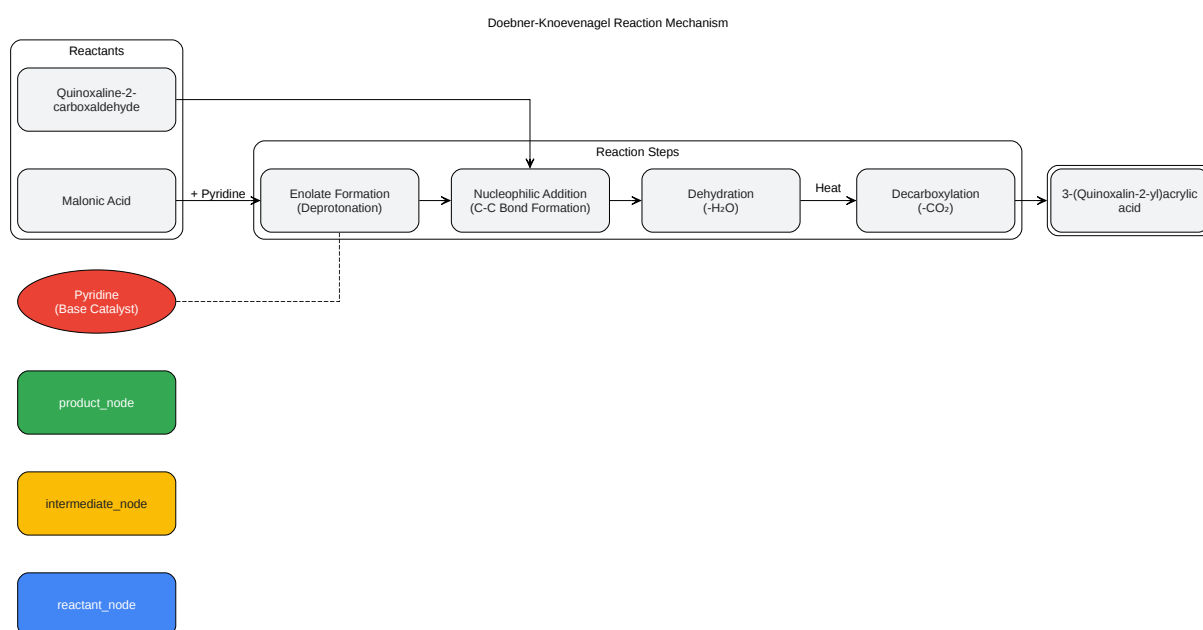 Doebner-Knoevenagel Reaction Mechanism
Reactants
Quinoxaline-2-
carboxaldehyde
Malonic Acid
+ Pyridine
Reaction Steps
Enolate Formation
(Deprotonation)
Nucleophilic Addition
(C-C Bond Formation)
Dehydration
(-H₂O)
Heat
Decarboxylation
(-CO₂)
3-(Quinoxalin-2-yl)acrylic
acid
Pyridine
(Base Catalyst)
product_node
intermediate_node
reactant_node